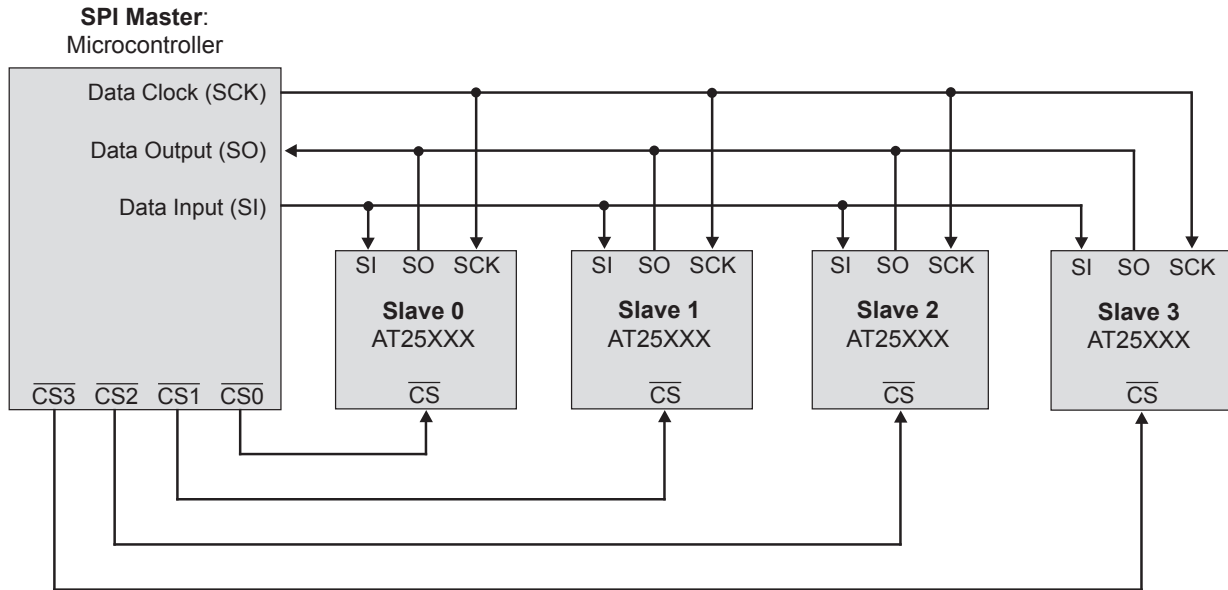 SPI Master:
Microcontroller
Data Clock (SCK)
Data Output (SO)
Data Input (SI)
CS3 CS2 CS1 CS0
SI SO SCK
Slave 0
AT25XXX
CS
SI SO SCK
Slave 1
AT25XXX
CS
SI SO SCK
Slave 2
AT25XXX
CS
SI SO SCK
Slave 3
AT25XXX
CS